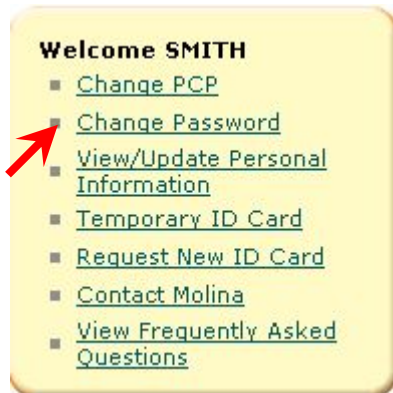 Welcome SMITH
Change PCP
Change Password
View/Update Personal
Information
Temporary ID Card
Request New ID Card
Contact Molina
View Frequently Asked
Questions